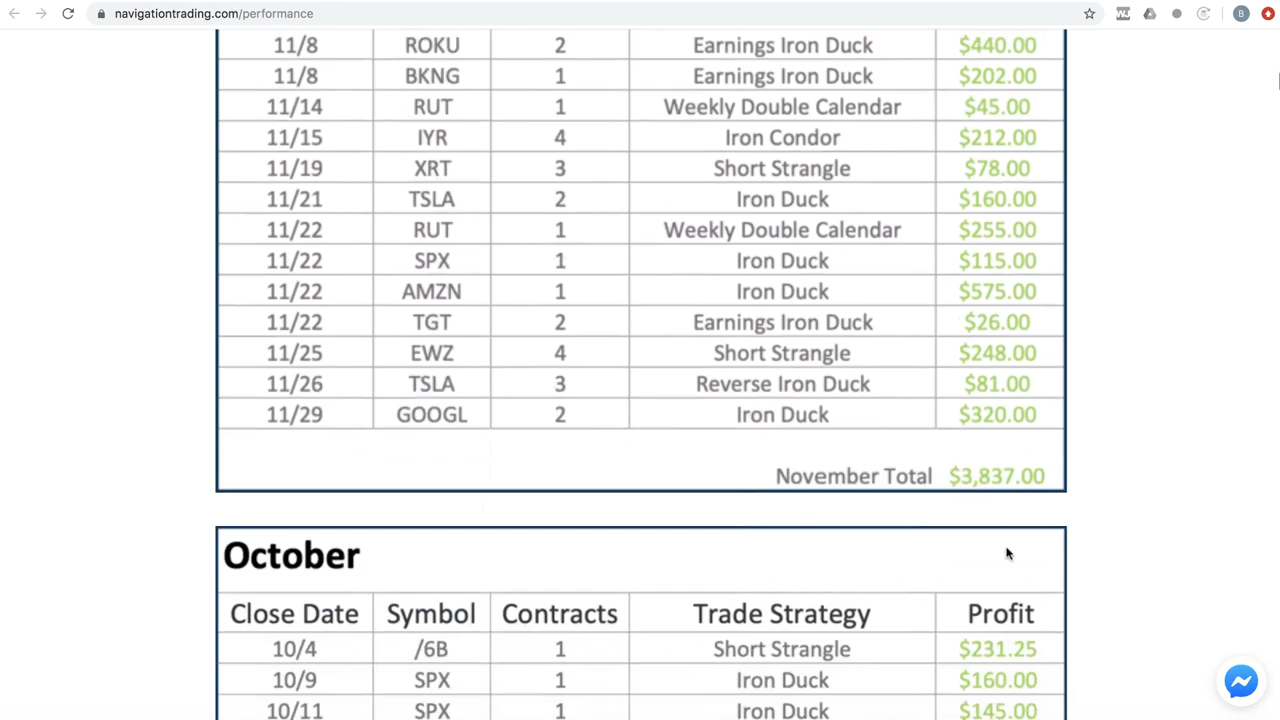 navigationtrading.com/performance
B
11/8 ROKU 2 Earnings Iron Duck $440.00
11/8 BKNG 1 Earnings Iron Duck $202.00
11/14 RUT 1 Weekly Double Calendar $45.00
11/15 IYR 4 Iron Condor $212.00
11/19 XRT 3 Short Strangle $78.00
11/21 TSLA 2 Iron Duck $160.00
11/22 RUT 1 Weekly Double Calendar $255.00
11/22 SPX 1 Iron Duck $115.00
11/22 AMZN 1 Iron Duck $575.00
11/22 TGT 2 Earnings Iron Duck $26.00
11/25 EWZ 4 Short Strangle $248.00
11/26 TSLA 3 Reverse Iron Duck $81.00
11/29 GOOGL 2 Iron Duck $320.00
November Total $3,837.00
October
Close Date Symbol Contracts Trade Strategy Profit
10/4 /6B 1 Short Strangle $231.25
10/9 SPX 1 Iron Duck $160.00
10/11 SPX 1 Iron Duck $145.00